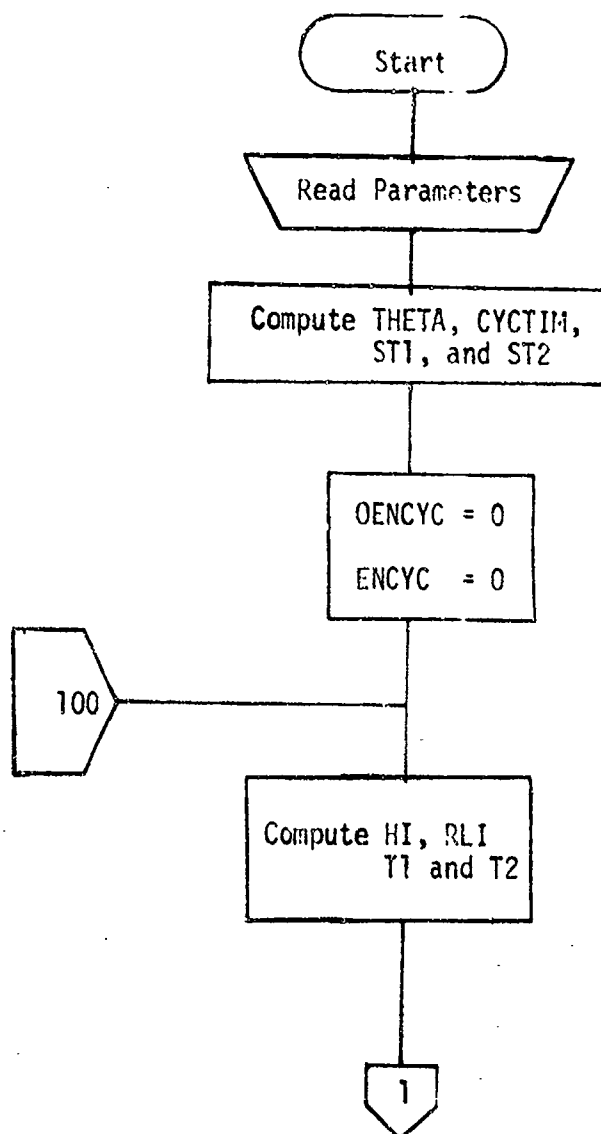 Start
Read Parameters
Compute THETA, CYCTIM,
ST1, and ST2
OENCYC = 0
ENCYC = 0
100
Compute HI, RLI
T1 and T2
1